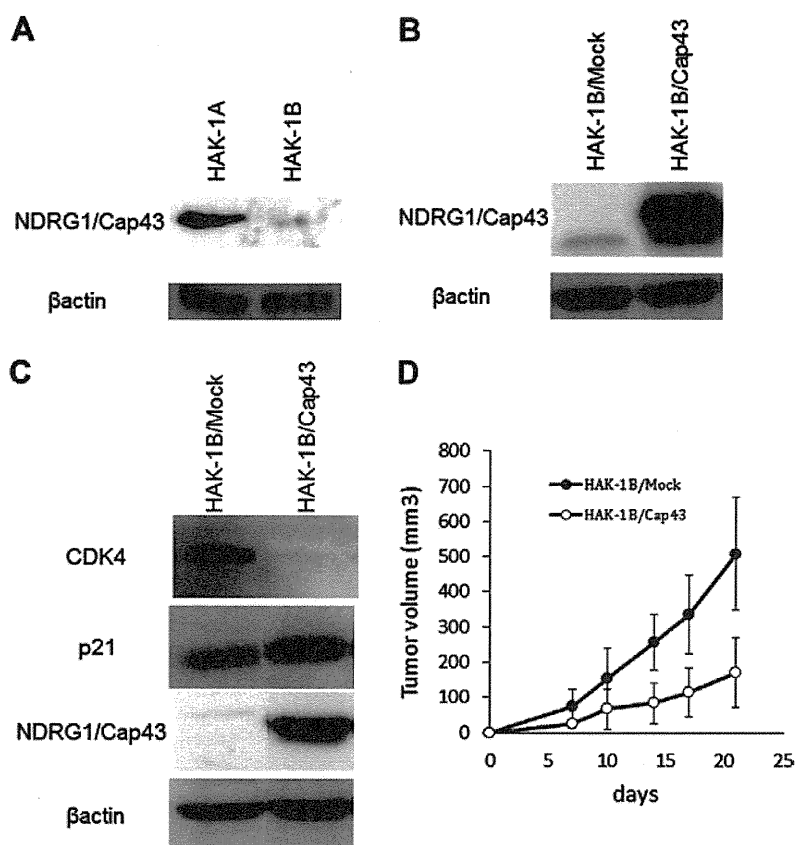 A
HAK-1A
HAK-1B
NDRG1/Cap43
βactin
B
HAK-1B/Mock
HAK-1B/Cap43
NDRG1/Cap43
βactin
C
HAK-1B/Mock
HAK-1B/Cap43
CDK4
p21
NDRG1/Cap43
βactin
D
Tumor volume (mm3)
800
700
600
500
400
300
200
100
0
HAK-1B/Mock
HAK-1B/Cap43
0 5 10 15 20 25
days